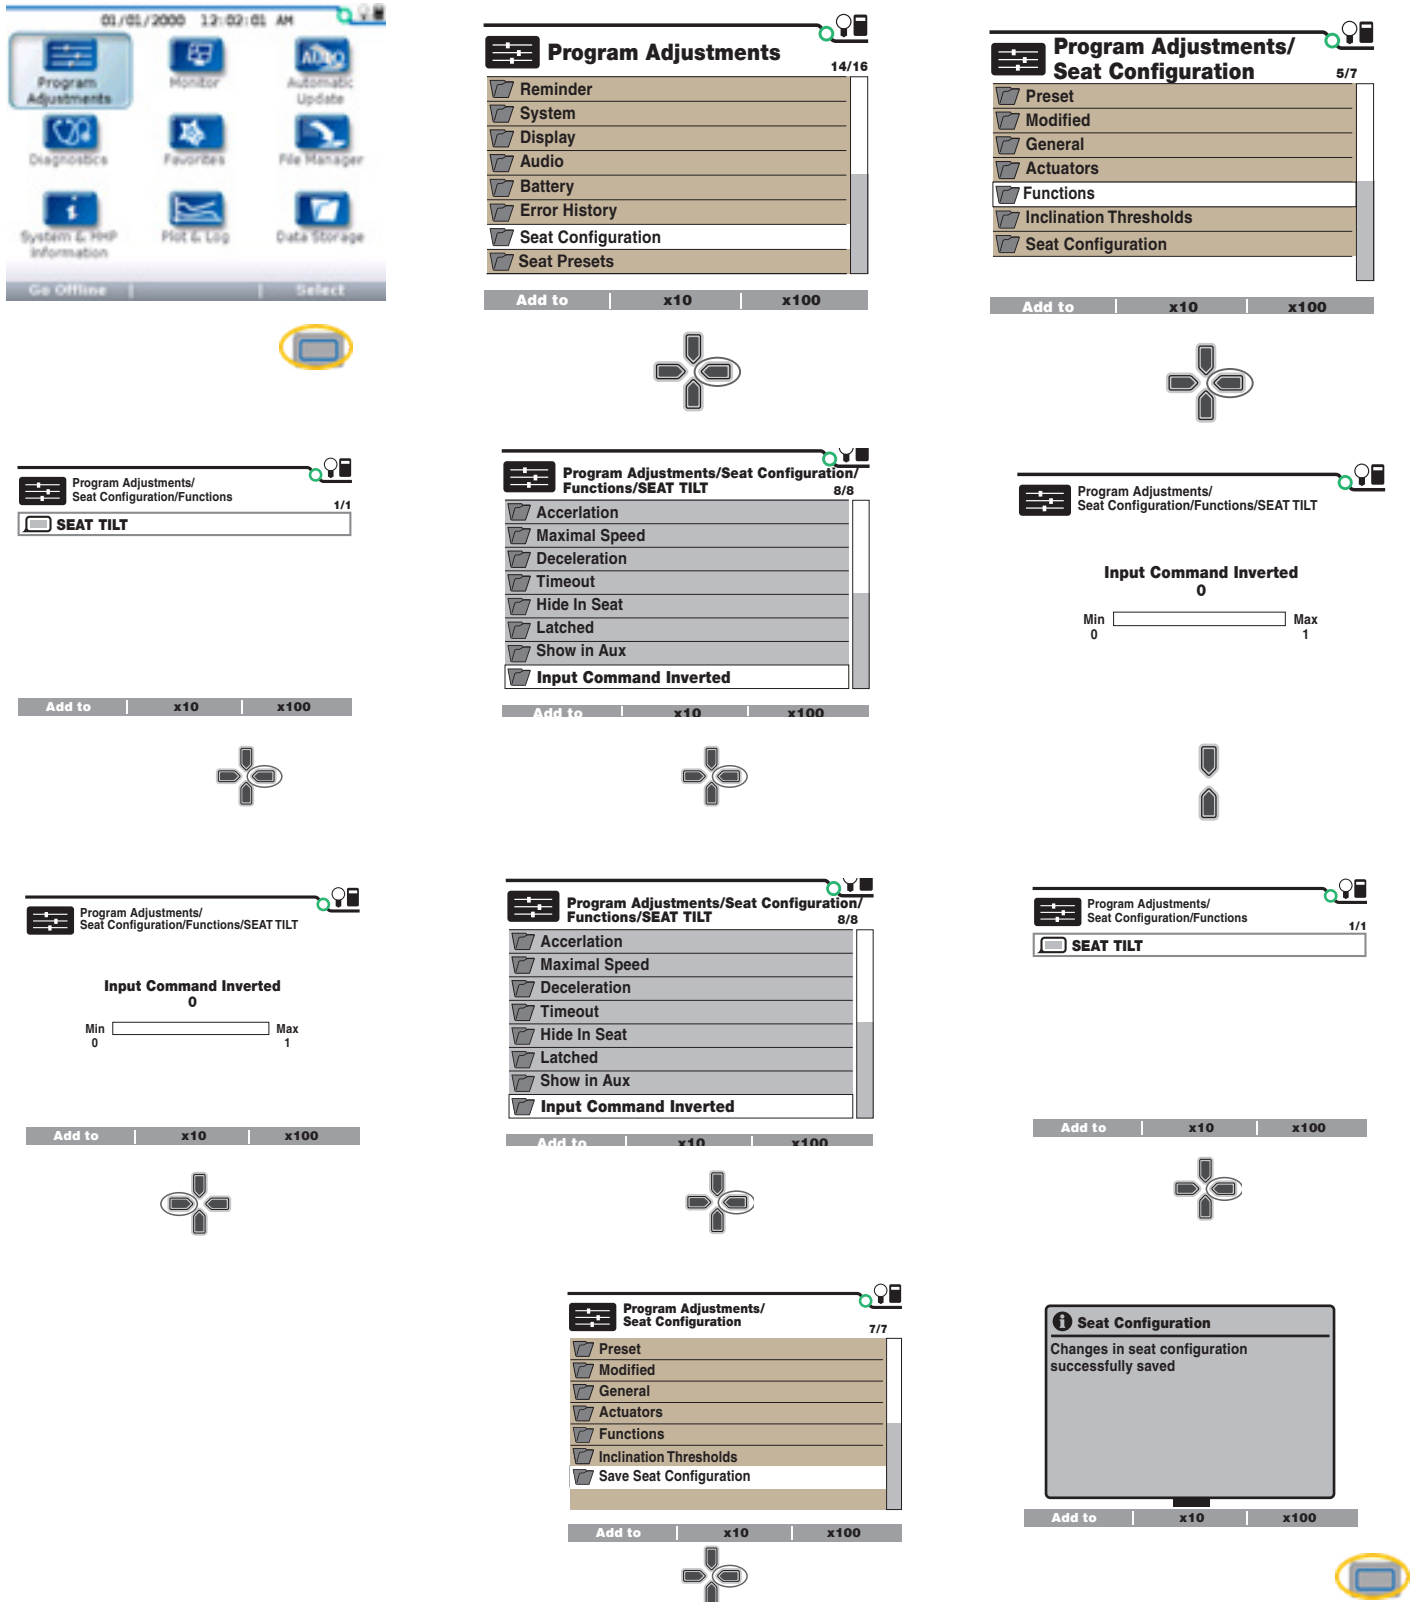 01/01/2000 12:02:01 AM
Program
Adjustments
Monitor
Automatic
Update
AUTO
Diagnostics
Favorites
File Manager
System & HHP
Information
Plot & Log
Data Storage
Go Offline
Select
Program Adjustments
14/16
Reminder
System
Display
Audio
Battery
Error History
Seat Configuration
Seat Presets
Add to x10 x100
Program Adjustments/
Seat Configuration
5/7
Preset
Modified
General
Actuators
Functions
Inclination Thresholds
Seat Configuration
Add to x10 x100
Program Adjustments/
Seat Configuration/Functions
1/1
SEAT TILT
Add to x10 x100
Program Adjustments/Seat Configuration/
Functions/SEAT TILT
8/8
Accerlation
Maximal Speed
Deceleration
Timeout
Hide In Seat
Latched
Show in Aux
Input Command Inverted
Add to x10 x100
Program Adjustments/
Seat Configuration/Functions/SEAT TILT
Input Command Inverted
0
Min Max
0 1
Program Adjustments/
Seat Configuration/Functions/SEAT TILT
Input Command Inverted
0
Min Max
0 1
Add to x10 x100
Program Adjustments/Seat Configuration/
Functions/SEAT TILT
8/8
Accerlation
Maximal Speed
Deceleration
Timeout
Hide In Seat
Latched
Show in Aux
Input Command Inverted
Add to x10 x100
Program Adjustments/
Seat Configuration/Functions
1/1
SEAT TILT
Add to x10 x100
Program Adjustments/
Seat Configuration
7/7
Preset
Modified
General
Actuators
Functions
Inclination Thresholds
Save Seat Configuration
Add to x10 x100
Seat Configuration
Changes in seat configuration
successfully saved
Add to x10 x100